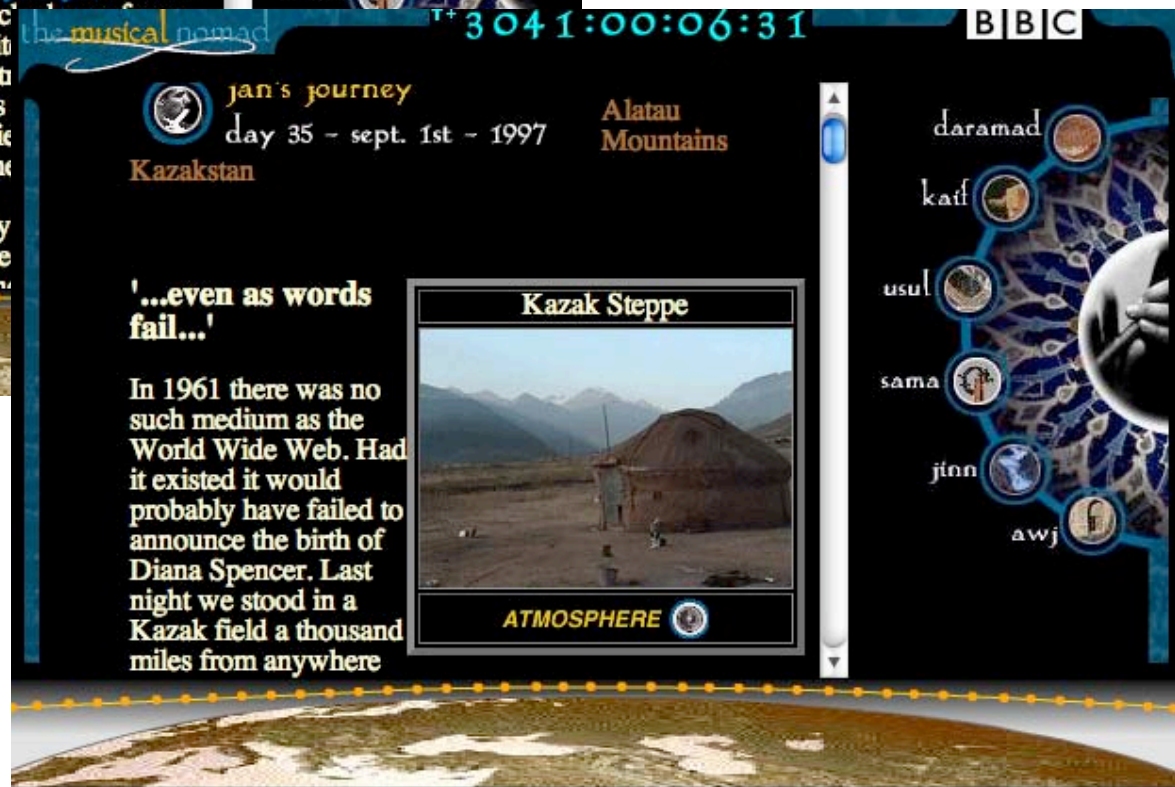 the musical nomad
T+ 3041:00:06:31
BBC
jan's journey
day 35 - sept. 1st - 1997
Alatau
Mountains
Kazakstan
'...even as words
fail...'
In 1961 there was no
such medium as the
World Wide Web. Had
it existed it would
probably have failed to
announce the birth of
Diana Spencer. Last
night we stood in a
Kazak field a thousand
miles from anywhere
Kazak Steppe
ATMOSPHERE
daramad
kaif
usul
sama
jinn
awj